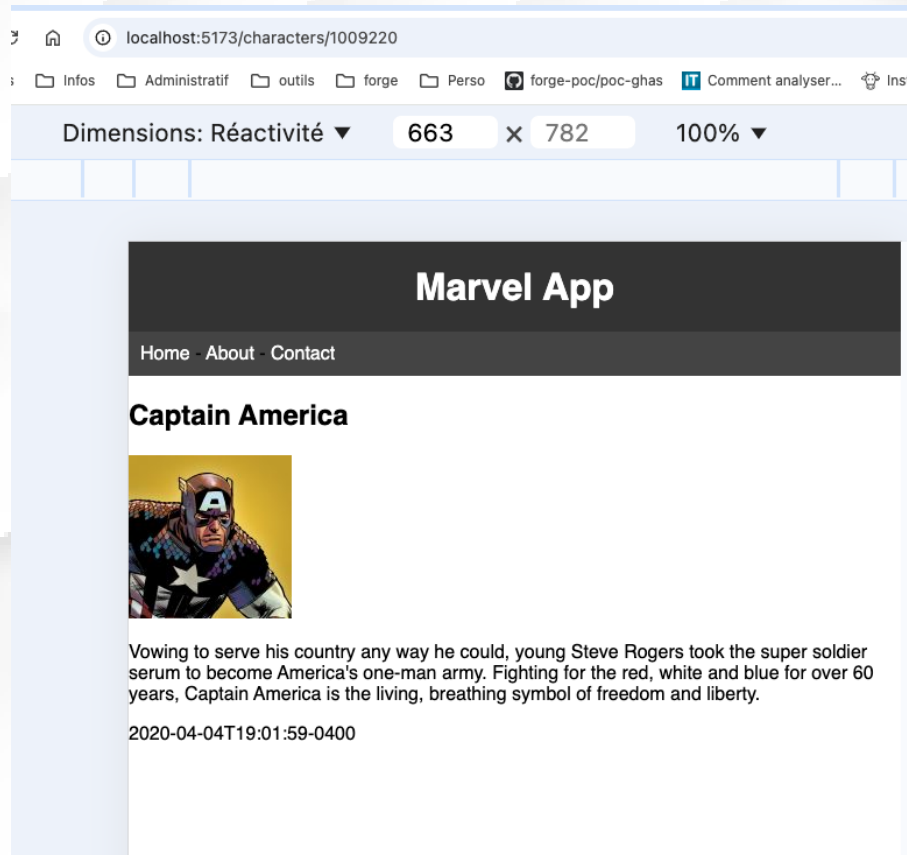 localhost:5173/characters/1009220
Infos Administratif outils forge Perso forge-poc/poc-ghas IT Comment analyser... Ins
Dimensions: Réactivité ▼ 663 × 782 100% ▼
Marvel App
Home - About - Contact
Captain America
A
Vowing to serve his country any way he could, young Steve Rogers took the super soldier
serum to become America's one-man army. Fighting for the red, white and blue for over 60
years, Captain America is the living, breathing symbol of freedom and liberty.
2020-04-04T19:01:59-0400